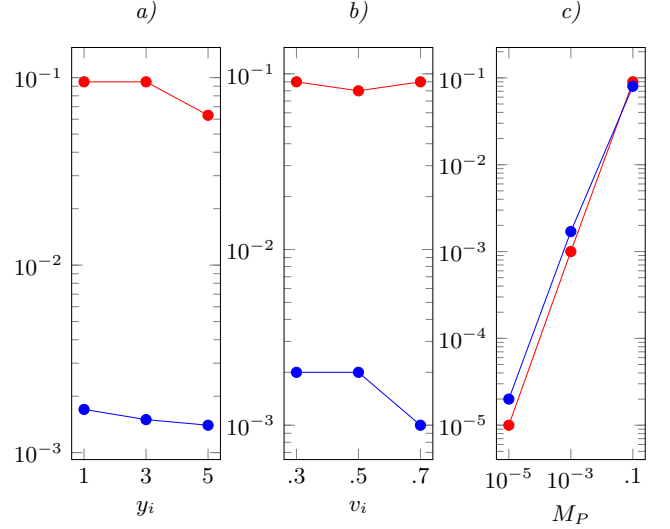 a) b) c)
10^{-1} 10^{-1} 10^{-1}
10^{-2} 10^{-2} 10^{-2}
10^{-3} 10^{-3} 10^{-3}
10^{-4}
10^{-5}
1 3 5 .3 .5 .7 10^{-5} 10^{-3} .1
y_i v_i M_P